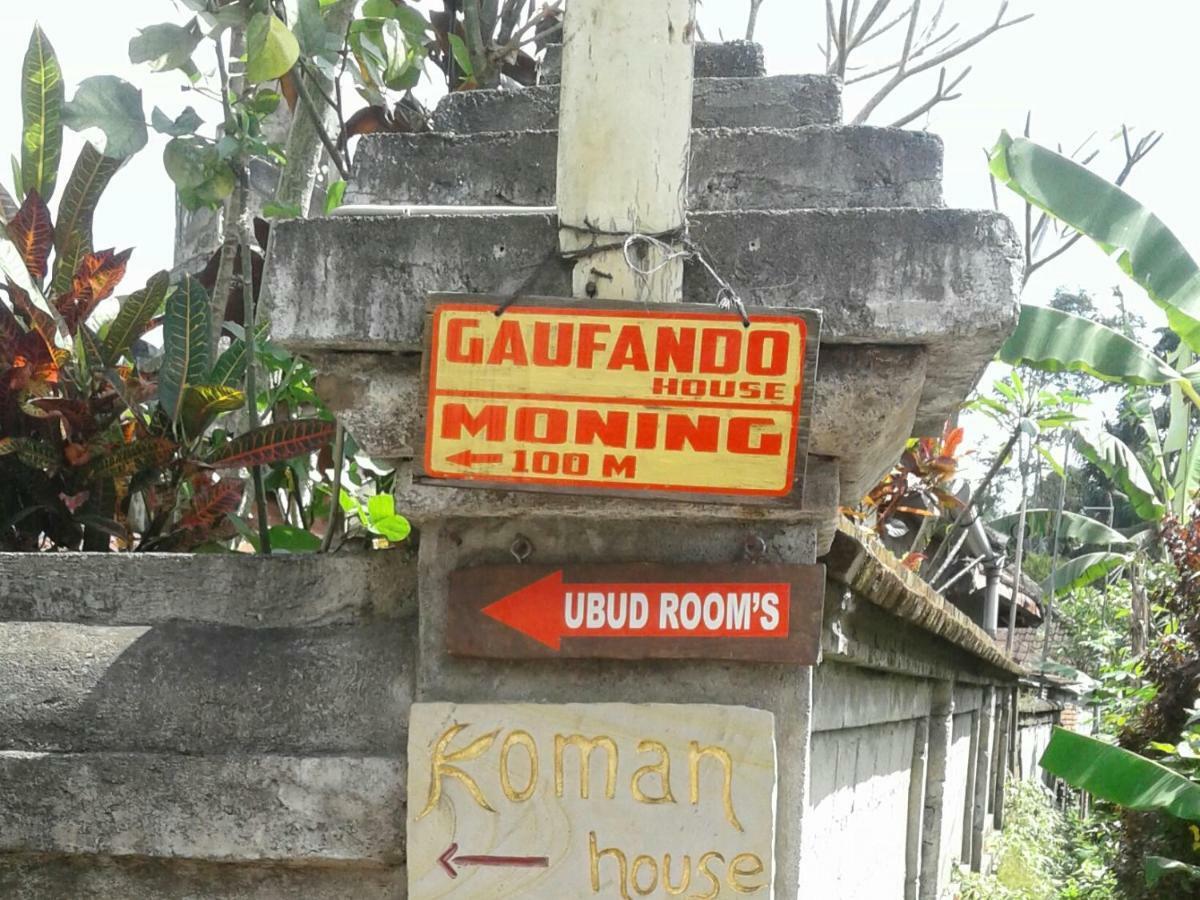 GAUFANDO
HOUSE
MONING
← 100 M
UBUD ROOM'S
Koman
house